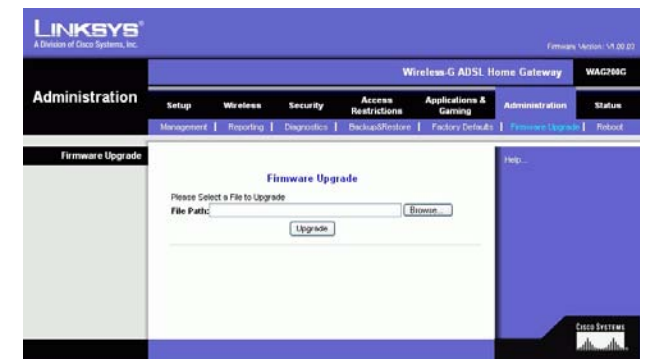 LINKSYS®
A Division of Cisco Systems, Inc.
Firmware Version: V1.00.03
Wireless-G ADSL Home Gateway WAG200G
Administration
Setup Wireless Security Access Restrictions Applications & Gaming Administration Status
Management | Reporting | Diagnostics | Backup&Restore | Factory Defaults | Firmware Upgrade | Reboot
Firmware Upgrade
Help...
Firmware Upgrade
Please Select a File to Upgrade
File Path: Browse...
Upgrade
CISCO SYSTEMS